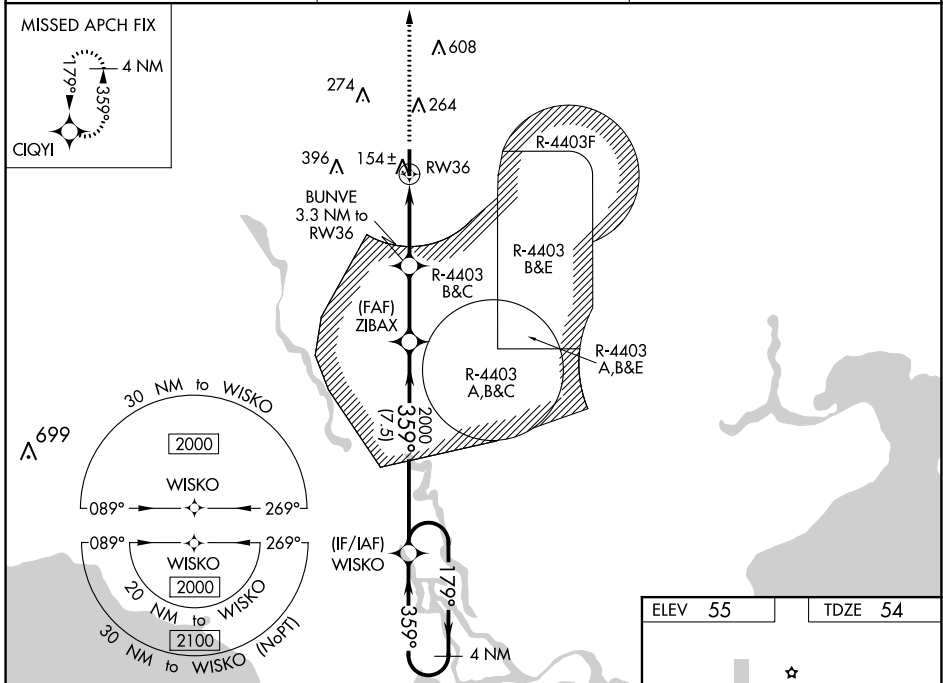 MISSED APCH FIX
4 NM
179°
359°
CIQYI
608
274
264
396
154±
RW36
R-4403F
BUNVE
3.3 NM to
RW36
R-4403
B&E
R-4403
B&C
(FAF)
ZIBAX
R-4403
A,B&E
R-4403
A,B&C
2000
359°
(7.5)
30 NM to WISKO
699
2000
WISKO
089°
269°
089°
269°
WISKO
2000
20 NM to WISKO
2100
30 NM to WISKO (NoPT)
(IF/IAF)
WISKO
179°
359°
4 NM
ELEV 55
TDZE 54